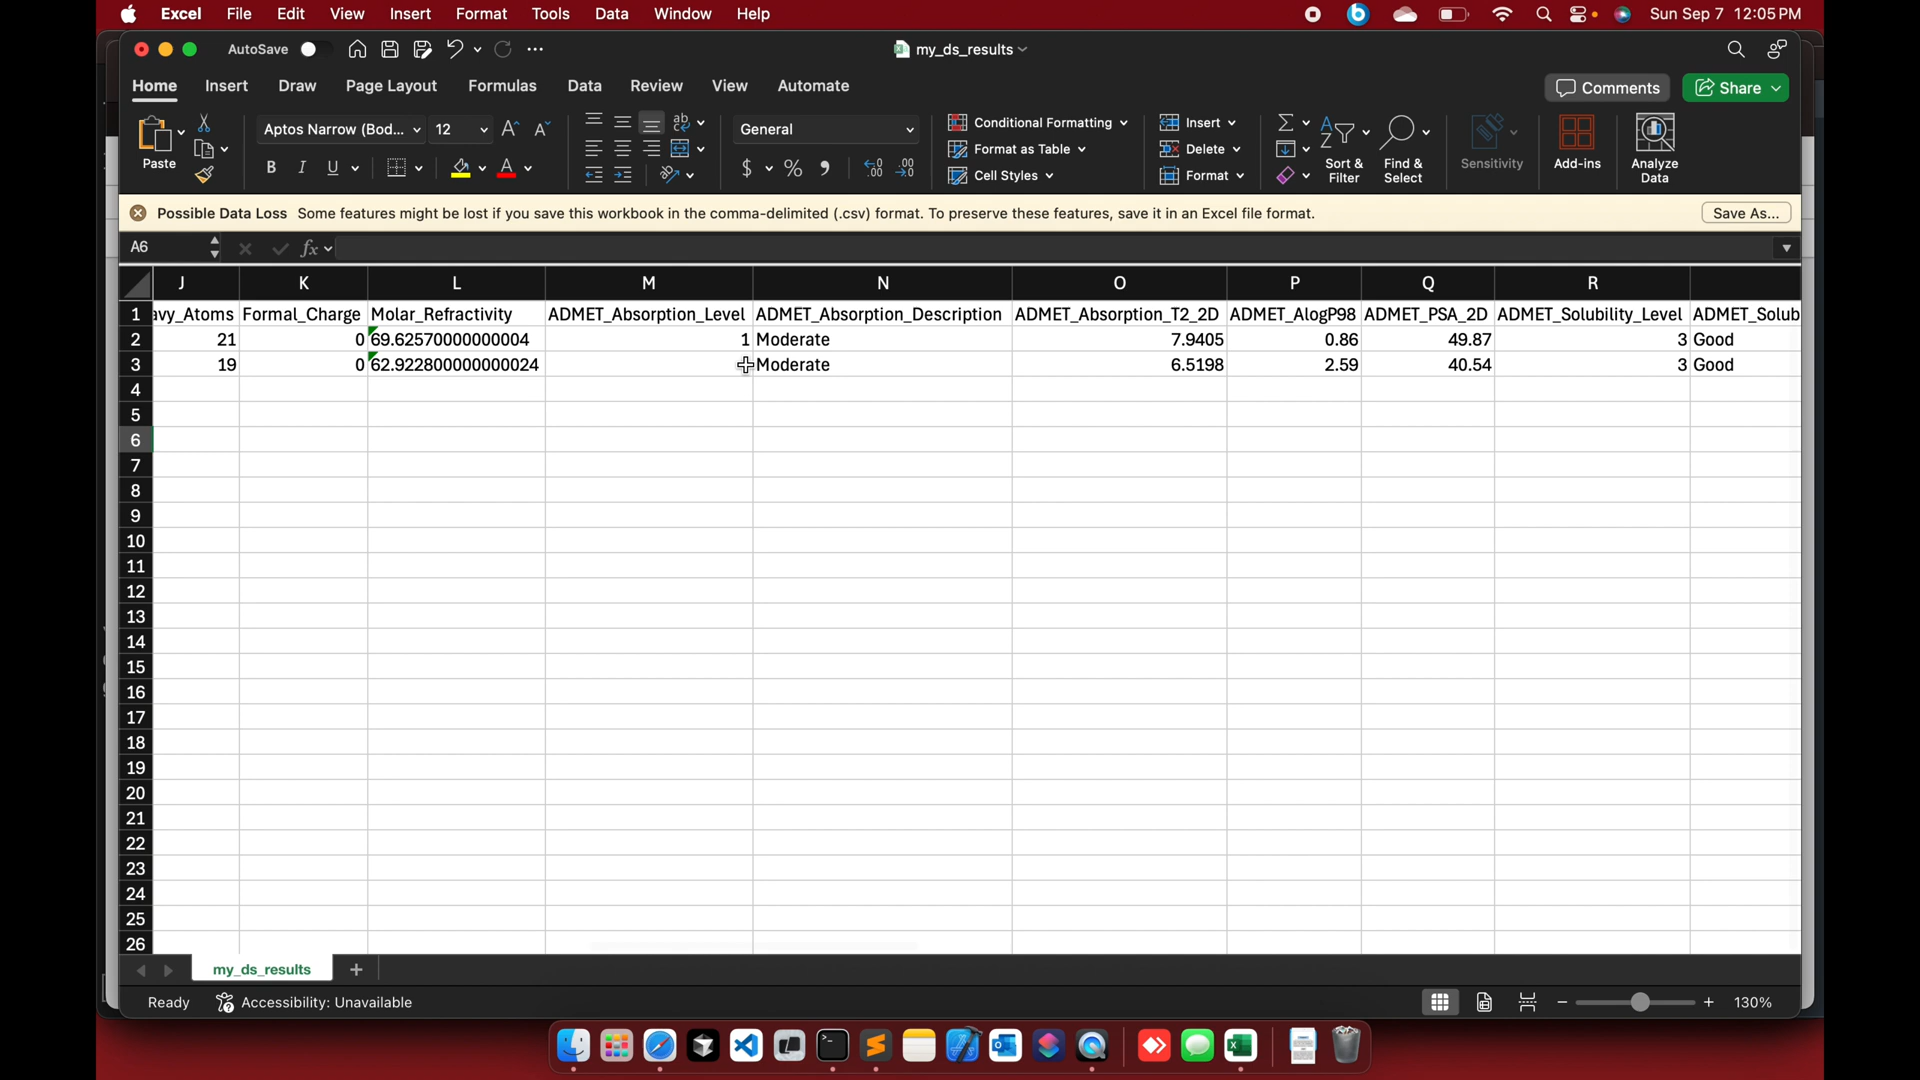 Excel File Edit View Insert Format Tools Data Window Help Sun Sep 7 12:05 PM
AutoSave my_ds_results
Home Insert Draw Page Layout Formulas Data Review View Automate Comments Share
Paste Aptos Narrow (Bod... 12 General Conditional Formatting Insert
Format as Table Delete
Cell Styles Format
B I U A $ %
Sort & Filter
Find & Select
Sensitivity
Add-ins
Analyze Data
Possible Data Loss Some features might be lost if you save this workbook in the comma-delimited (.csv) format. To preserve these features, save it in an Excel file format. Save As...
A6 fx
J K L M N O P Q R
1 avy_Atoms Formal_Charge Molar_Refractivity ADMET_Absorption_Level ADMET_Absorption_Description ADMET_Absorption_T2_2D ADMET_AlogP98 ADMET_PSA_2D ADMET_Solubility_Level ADMET_Solub
2 21 0 69.62570000000004 1 Moderate 7.9405 0.86 49.87 3 Good
3 19 0 62.922800000000024 Moderate 6.5198 2.59 40.54 3 Good
4
5
6
7
8
9
10
11
12
13
14
15
16
17
18
19
20
21
22
23
24
25
26
my_ds_results +
Ready Accessibility: Unavailable 130%